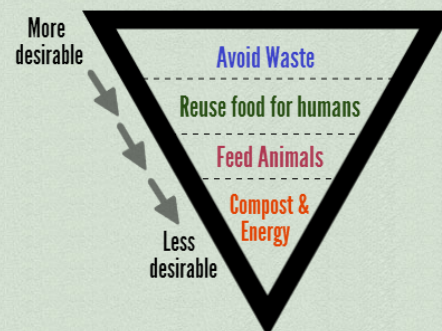 More
desirable
Avoid Waste
Reuse food for humans
Feed Animals
Compost &
Energy
Less
desirable